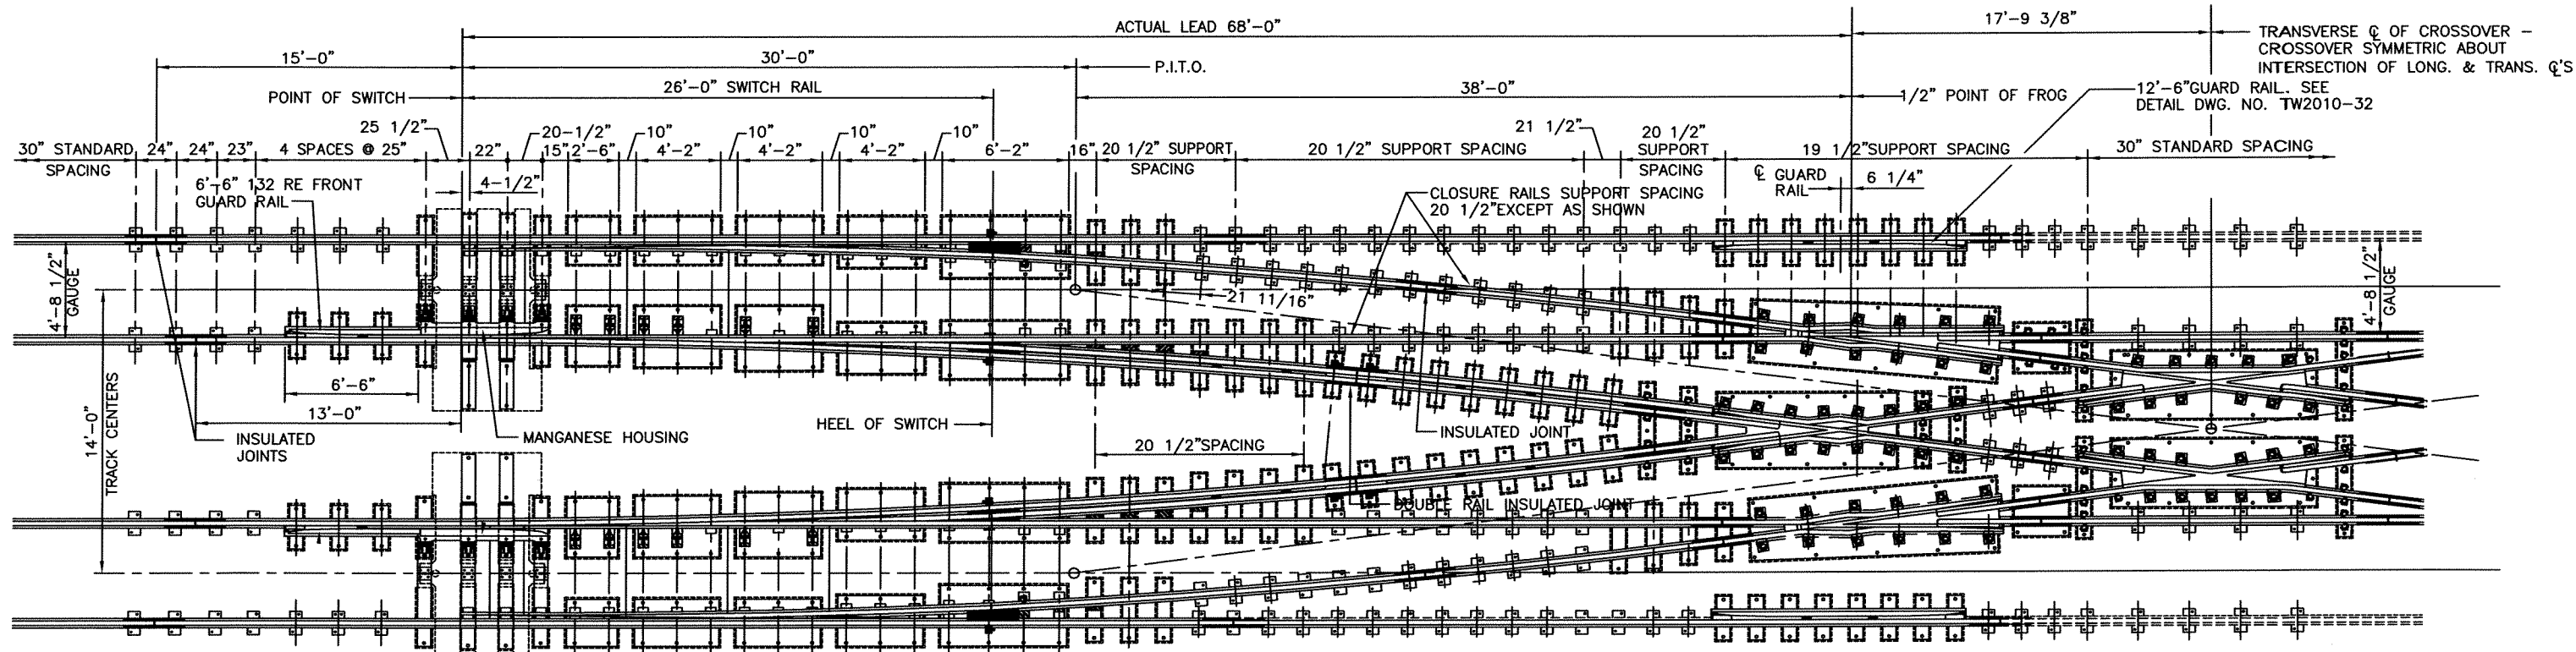 ACTUAL LEAD 68'-0"
17'-9 3/8"
TRANSVERSE ℄ OF CROSSOVER -
CROSSOVER SYMMETRIC ABOUT
INTERSECTION OF LONG. & TRANS. ℄'S
15'-0"
30'-0"
P.I.T.O.
26'-0" SWITCH RAIL
POINT OF SWITCH
38'-0"
1/2" POINT OF FROG
12'-6"GUARD RAIL. SEE
DETAIL DWG. NO. TW2010-32
25 1/2"
20-1/2"
10"
10"
10"
10"
21 1/2"
20 1/2"
SUPPORT
SPACING
30" STANDARD
SPACING
24"
24"
23"
4 SPACES @ 25"
22"
15"
2'-6"
4'-2"
4'-2"
4'-2"
6'-2"
16"
20 1/2" SUPPORT
SPACING
20 1/2" SUPPORT SPACING
19 1/2"SUPPORT SPACING
30" STANDARD SPACING
6'-6" 132 RE FRONT
GUARD RAIL
4-1/2"
CLOSURE RAILS SUPPORT SPACING
20 1/2"EXCEPT AS SHOWN
℄ GUARD
RAIL
6 1/4"
4'-8 1/2"
GAUGE
21 11/16"
4'-8 1/2"
GAUGE
6'-6"
13'-0"
14'-0"
TRACK CENTERS
INSULATED
JOINTS
MANGANESE HOUSING
HEEL OF SWITCH
INSULATED JOINT
20 1/2"SPACING
DOUBLE RAIL INSULATED JOINT